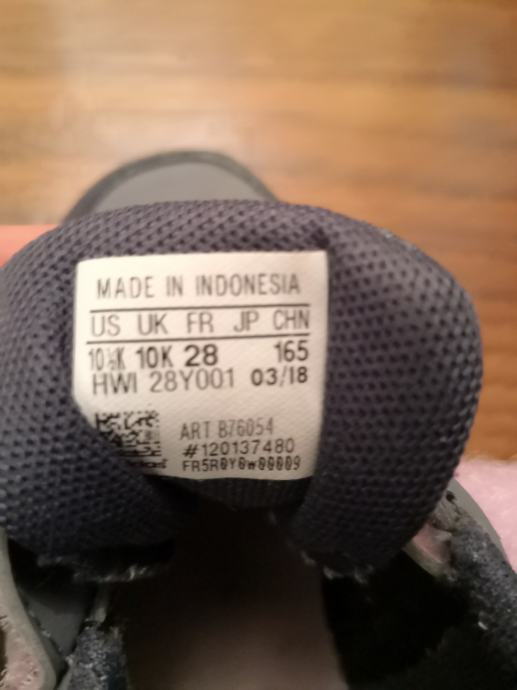 MADE IN INDONESIA
US UK FR JP CHN
10½K 10K 28 165
HWI 28Y001 03/18
ART B76054
#120137480
FR5R0Y0w00009